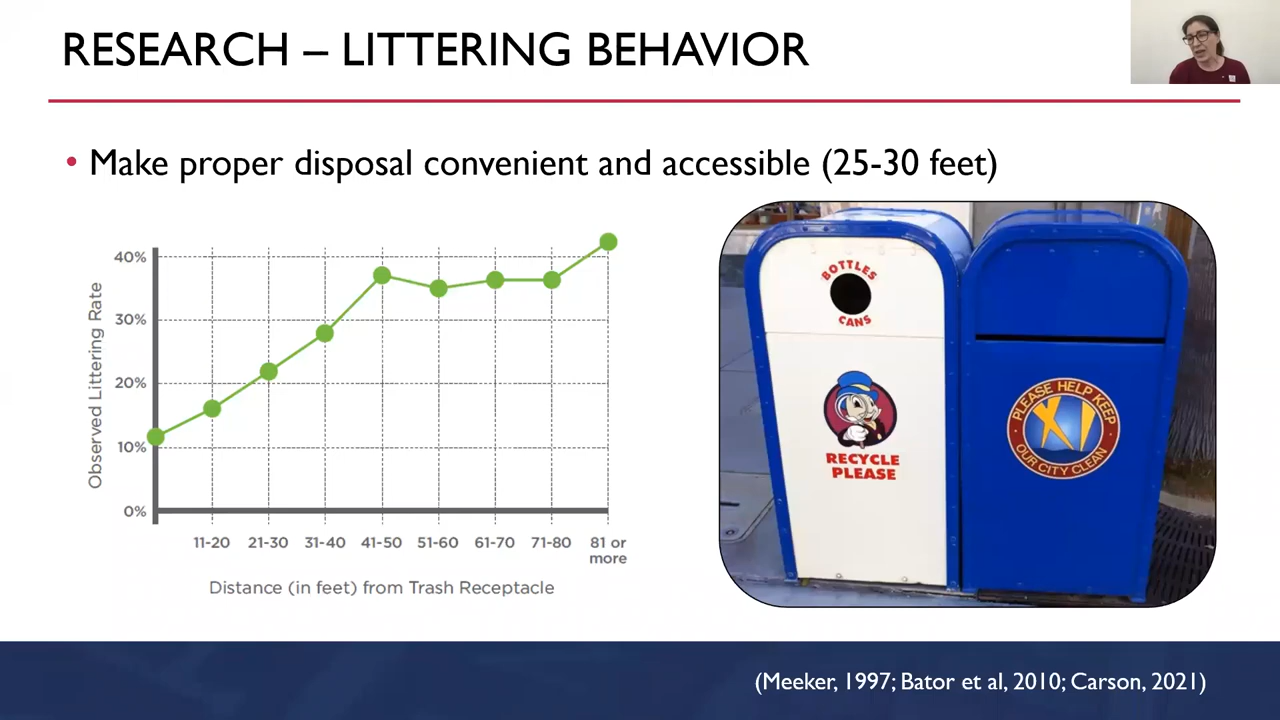 RESEARCH – LITTERING BEHAVIOR
• Make proper disposal convenient and accessible (25-30 feet)
Observed Littering Rate
40%
30%
20%
10%
0%
11-20 21-30 31-40 41-50 51-60 61-70 71-80 81 or more
Distance (in feet) from Trash Receptacle
BOTTLES
CANS
RECYCLE
PLEASE
PLEASE HELP KEEP
OUR CITY CLEAN
(Meeker, 1997; Bator et al, 2010; Carson, 2021)